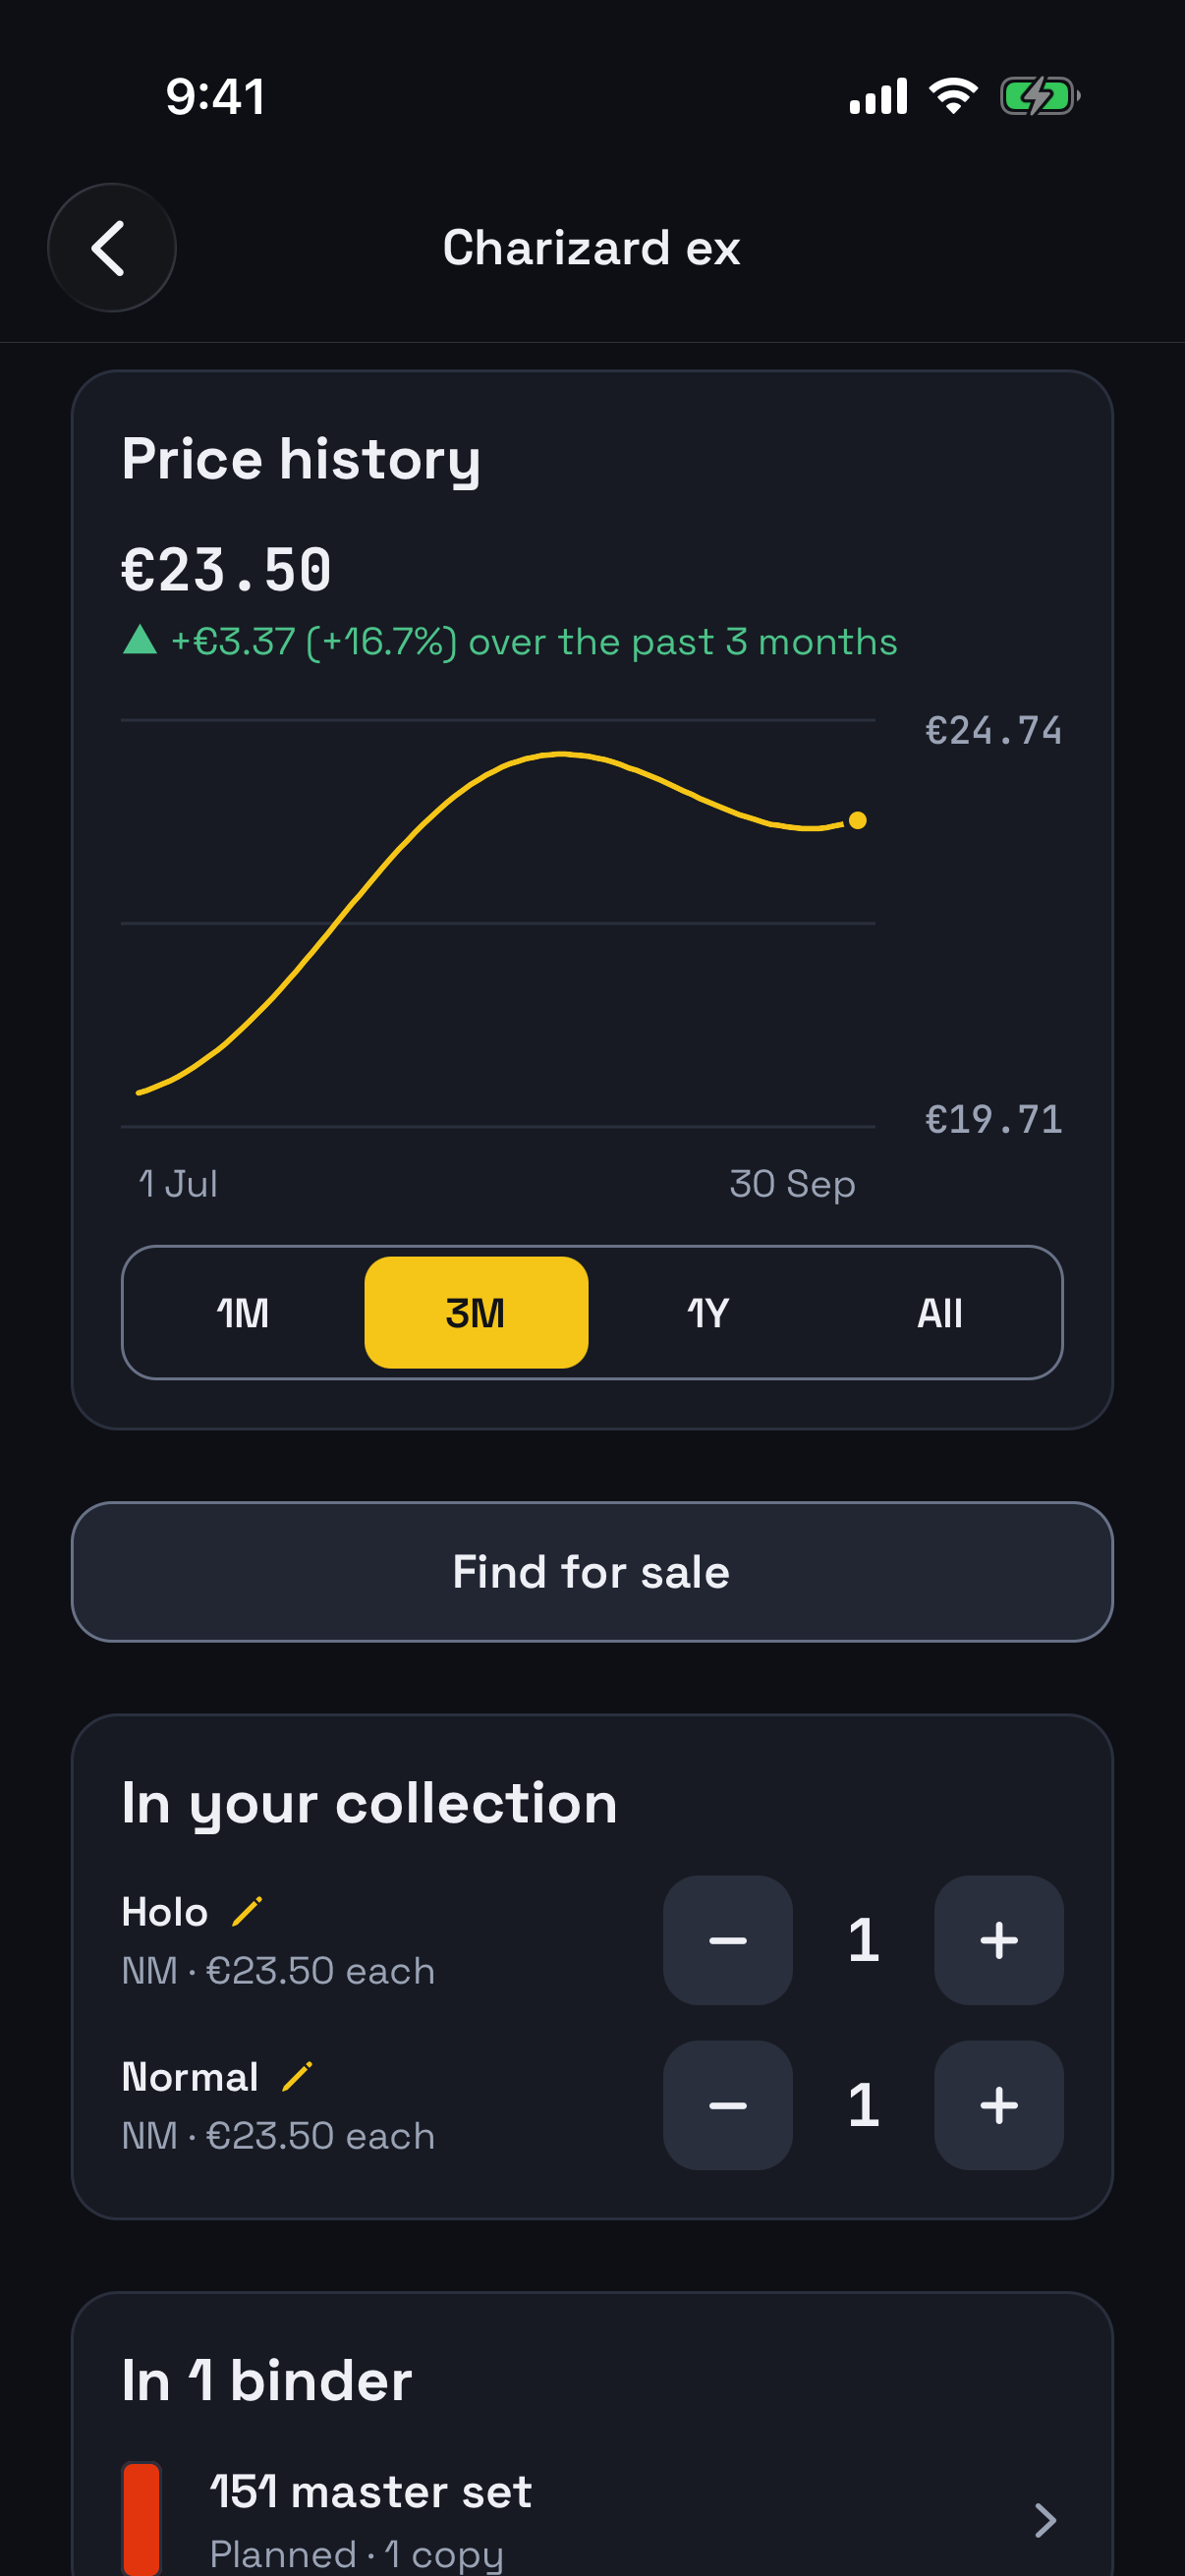 9:41
Charizard ex
Price history
€23.50
▲ +€3.37 (+16.7%) over the past 3 months
€24.74
€19.71
1 Jul
30 Sep
1M
3M
1Y
All
Find for sale
In your collection
Holo
NM · €23.50 each
1
Normal
NM · €23.50 each
1
In 1 binder
151 master set
Planned · 1 copy